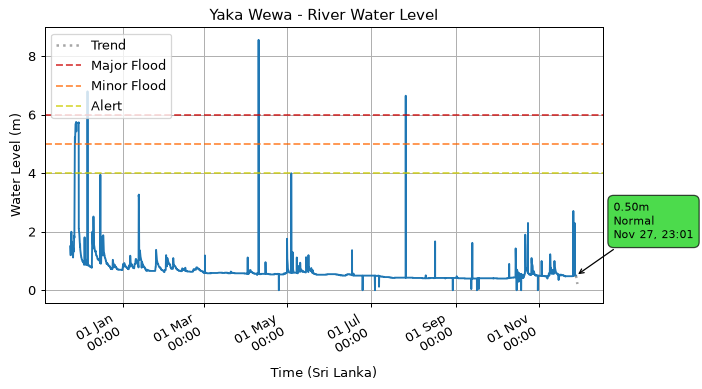 Yaka Wewa - River Water Level
Trend
Major Flood
Minor Flood
Alert
Water Level (m)
8
6
4
2
0
0.50m
Normal
Nov 27, 23:01
01 Jan
00:00
01 Mar
00:00
01 May
00:00
01 Jul
00:00
01 Sep
00:00
01 Nov
00:00
Time (Sri Lanka)